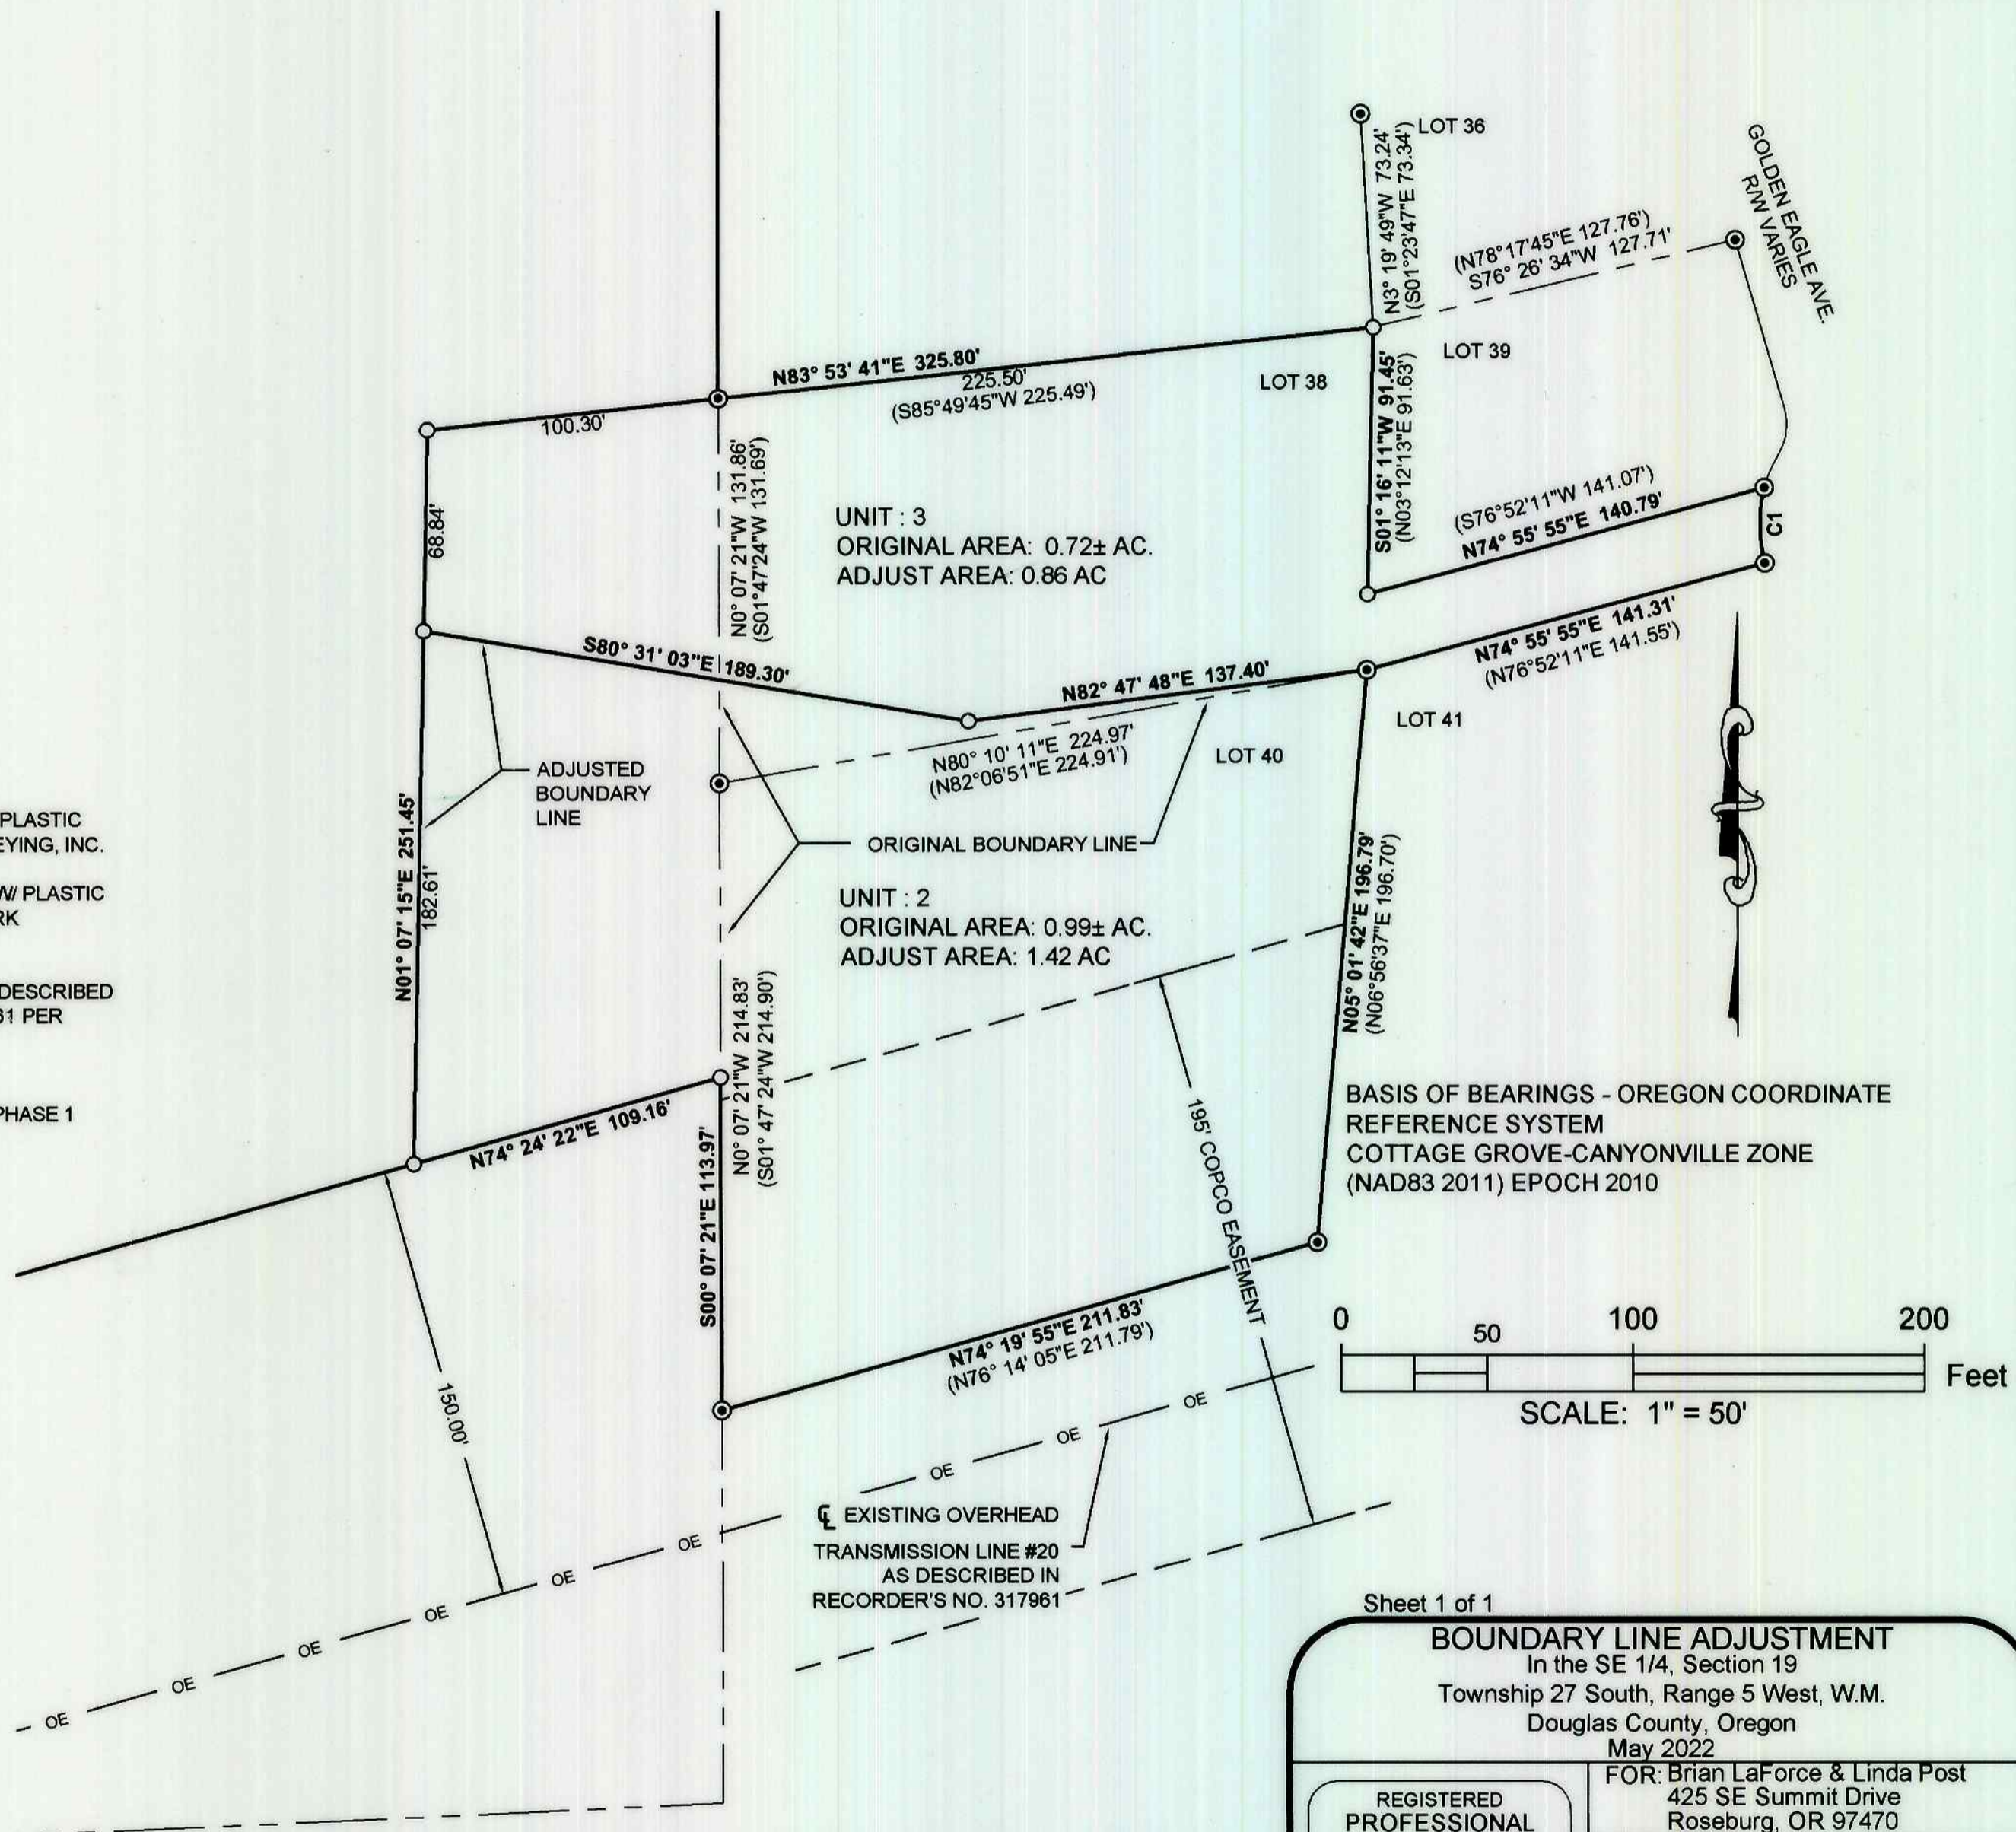 LOT 36
GOLDEN EAGLE AVE.
R/W VARIES
N3° 19' 49"W 73.24'
(S01°23'47"E 73.34')
(N78°17'45"E 127.76')
S76° 26' 34"W 127.71'
LOT 39
LOT 38
N83° 53' 41"E 325.80'
225.50'
(S85°49'45"W 225.49')
100.30'
68.84'
N0° 07' 21"W 131.86'
(S01°47'24"W 131.69')
UNIT : 3
ORIGINAL AREA: 0.72± AC.
ADJUST AREA: 0.86 AC
S01° 16' 11"W 91.45'
(N03°12'13"E 91.63')
(S76°52'11"W 141.07')
N74° 55' 55"E 140.79'
C1
N74° 55' 55"E 141.31'
(N76°52'11"E 141.55')
S80° 31' 03"E 189.30'
N82° 47' 48"E 137.40'
N80° 10' 11"E 224.97'
(N82°06'51"E 224.91')
LOT 40
LOT 41
ADJUSTED
BOUNDARY
LINE
ORIGINAL BOUNDARY LINE
PLASTIC
EYING, INC.
W/ PLASTIC
RK
DESCRIBED
61 PER
PHASE 1
N01° 07' 15"E 251.45'
182.61'
UNIT : 2
ORIGINAL AREA: 0.99± AC.
ADJUST AREA: 1.42 AC
N05° 01' 42"E 196.79'
(N06°56'37"E 196.70')
N0° 07' 21"W 214.83'
(S01° 47' 24"W 214.90')
N74° 24' 22"E 109.16'
S00° 07' 21"E 113.97'
195' COPCO EASEMENT
BASIS OF BEARINGS - OREGON COORDINATE
REFERENCE SYSTEM
COTTAGE GROVE-CANYONVILLE ZONE
(NAD83 2011) EPOCH 2010
N74° 19' 55"E 211.83'
(N76° 14' 05"E 211.79')
150.00'
0 50 100 200
Feet
SCALE: 1" = 50'
OE OE OE OE OE OE OE OE OE OE
℄ EXISTING OVERHEAD
TRANSMISSION LINE #20
AS DESCRIBED IN
RECORDER'S NO. 317961
Sheet 1 of 1
BOUNDARY LINE ADJUSTMENT
In the SE 1/4, Section 19
Township 27 South, Range 5 West, W.M.
Douglas County, Oregon
May 2022
FOR: Brian LaForce & Linda Post
425 SE Summit Drive
Roseburg, OR 97470
REGISTERED
PROFESSIONAL